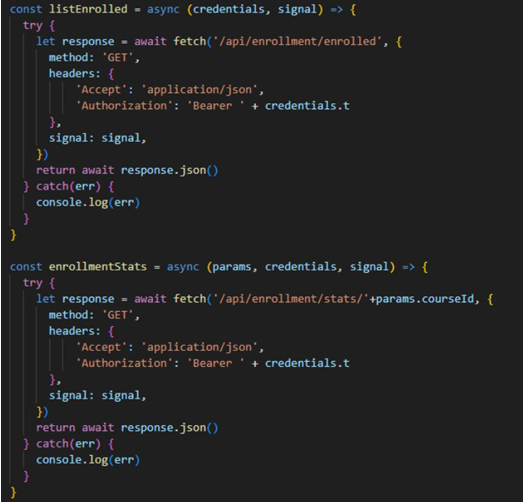 const listEnrolled = async (credentials, signal) => {
  try {
    let response = await fetch('/api/enrollment/enrolled', {
      method: 'GET',
      headers: {
          'Accept': 'application/json',
          'Authorization': 'Bearer ' + credentials.t
      },
      signal: signal,
    })
    return await response.json()
  } catch(err) {
    console.log(err)
  }
}
const enrollmentStats = async (params, credentials, signal) => {
  try {
    let response = await fetch('/api/enrollment/stats/'+params.courseId, {
      method: 'GET',
      headers: {
          'Accept': 'application/json',
          'Authorization': 'Bearer ' + credentials.t
      },
      signal: signal,
    })
    return await response.json()
  } catch(err) {
    console.log(err)
  }
}